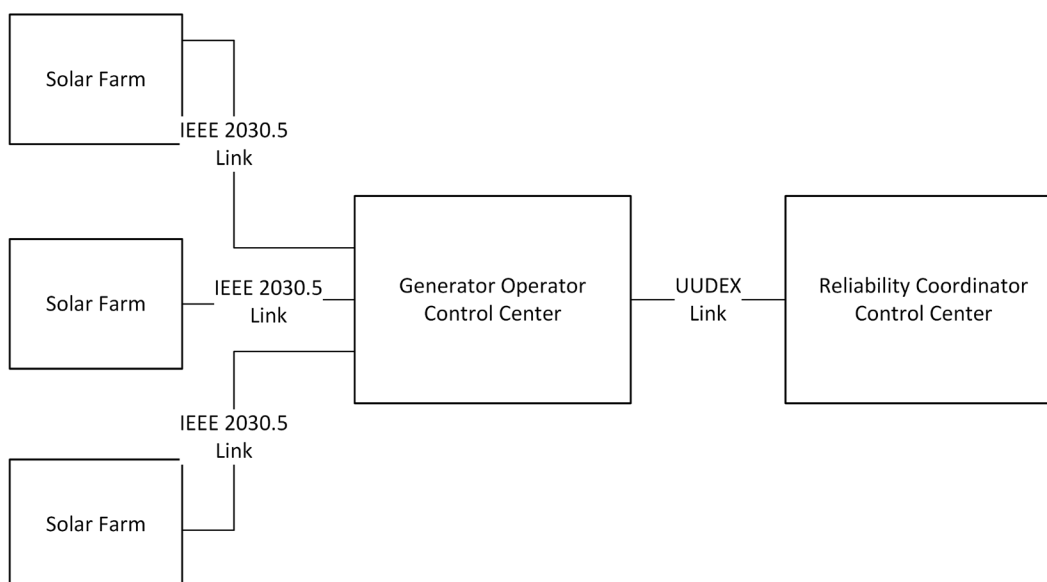 Solar Farm
IEEE 2030.5
Link
Solar Farm
IEEE 2030.5
Link
Generator Operator
Control Center
UUDEX
Link
Reliability Coordinator
Control Center
IEEE 2030.5
Link
Solar Farm